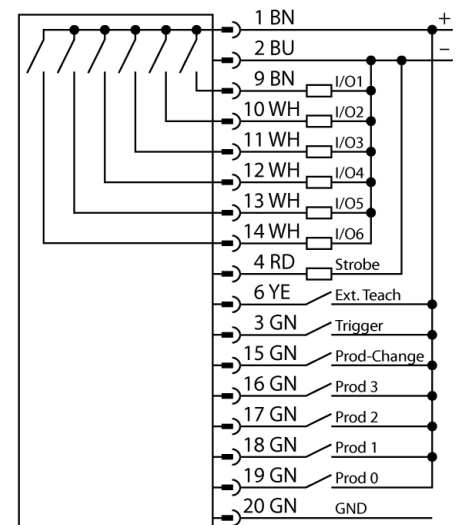 1 BN +
2 BU −
9 BN I/O1
10 WH I/O2
11 WH I/O3
12 WH I/O4
13 WH I/O5
14 WH I/O6
4 RD Strobe
6 YE Ext. Teach
3 GN Trigger
15 GN Prod-Change
16 GN Prod 3
17 GN Prod 2
18 GN Prod 1
19 GN Prod 0
20 GN GND